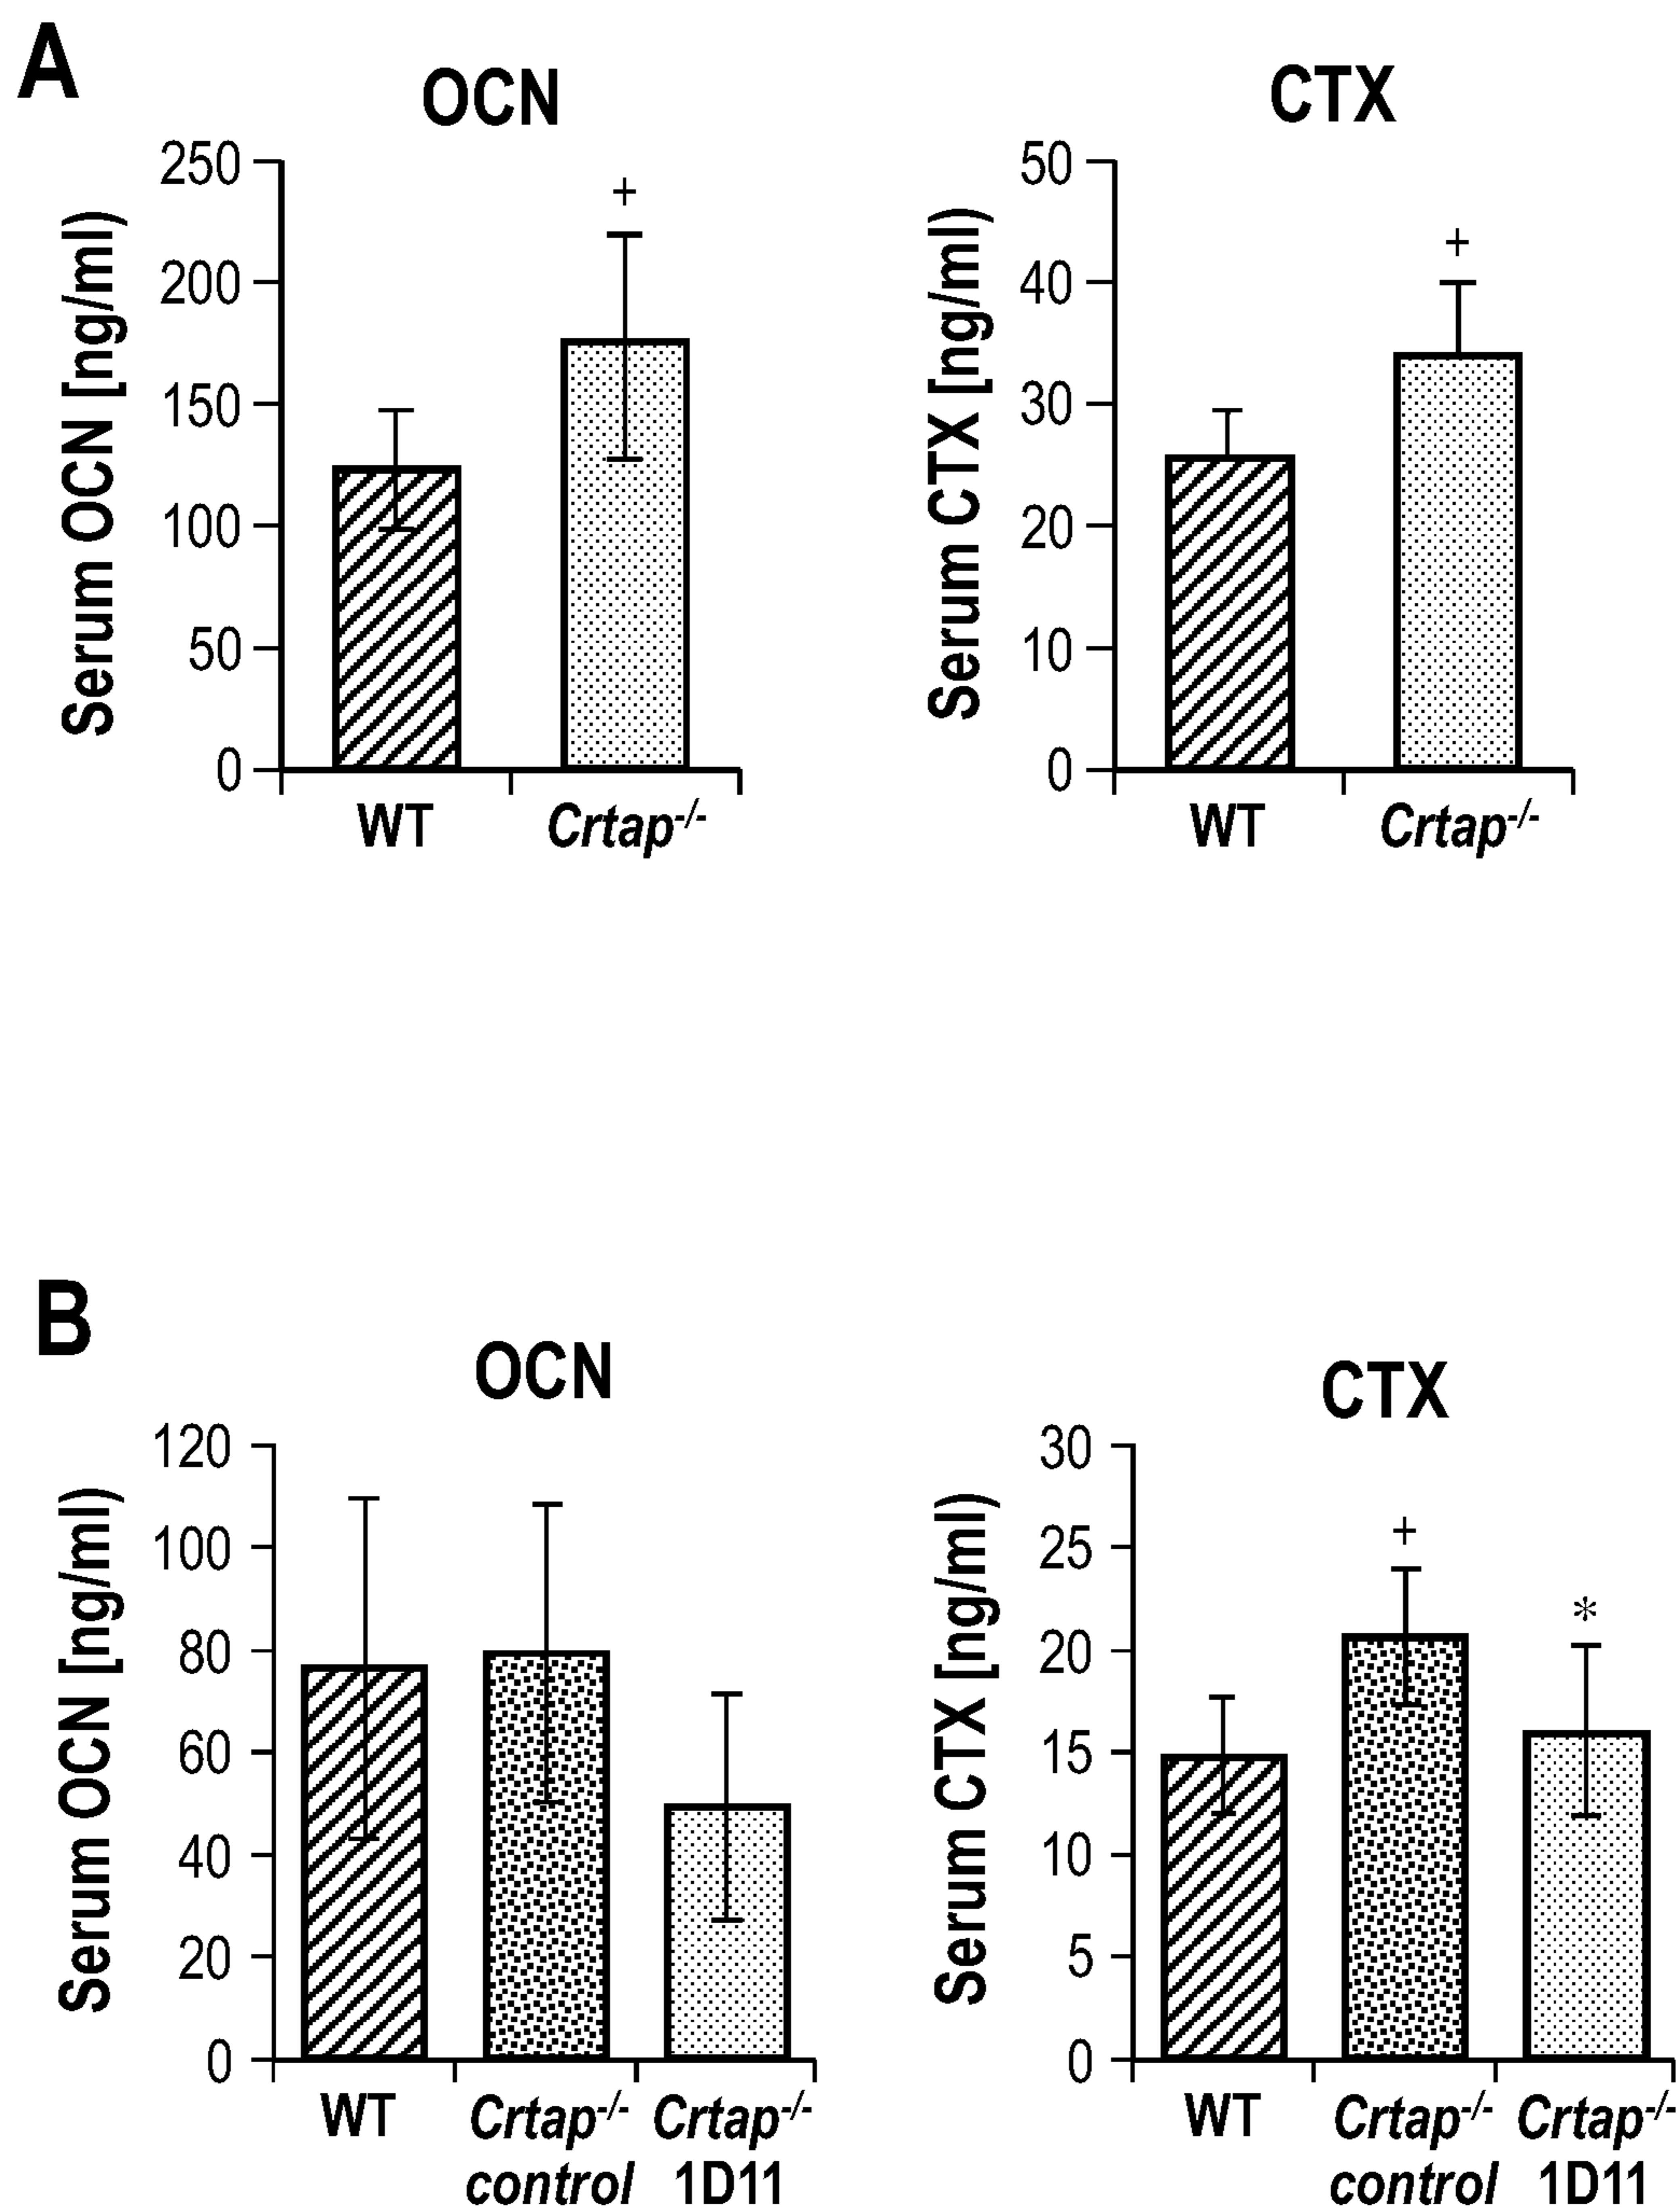 A
OCN
Serum OCN [ng/ml]
250
200
150
100
50
0
+
WT
Crtap-/-
CTX
Serum CTX [ng/ml]
50
40
30
20
10
0
+
WT
Crtap-/-
B
OCN
Serum OCN [ng/ml]
120
100
80
60
40
20
0
WT
Crtap-/-
control
Crtap-/-
1D11
CTX
Serum CTX [ng/ml]
30
25
20
15
10
5
0
+
*
WT
Crtap-/-
control
Crtap-/-
1D11